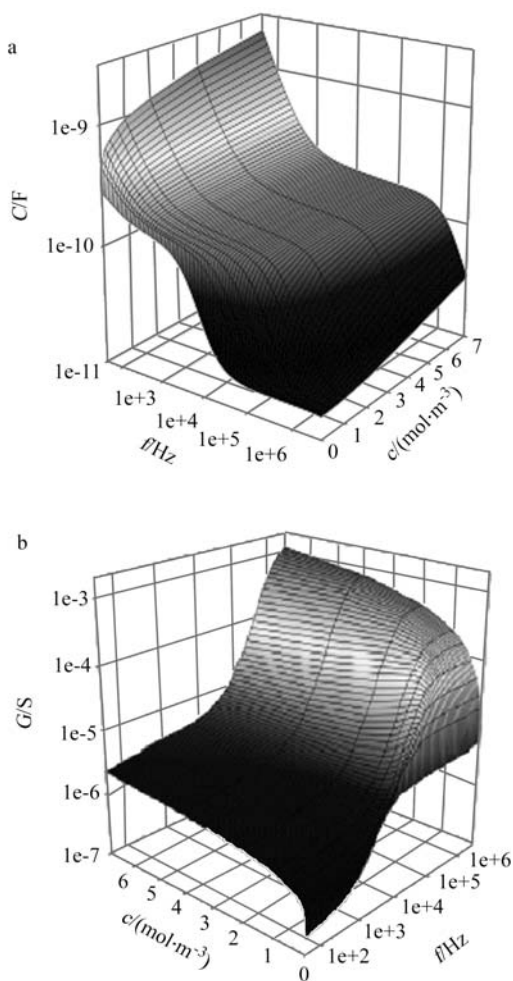 a
1e-9
C/F
1e-10
1e-11
1e+3
1e+4
1e+5
1e+6
f/Hz
0
1
2
3
4
5
6
7
c/(mol·m⁻³)
b
1e-3
1e-4
G/S
1e-5
1e-6
1e-7
6
5
4
3
2
1
0
c/(mol·m⁻³)
1e+2
1e+3
1e+4
1e+5
1e+6
f/Hz